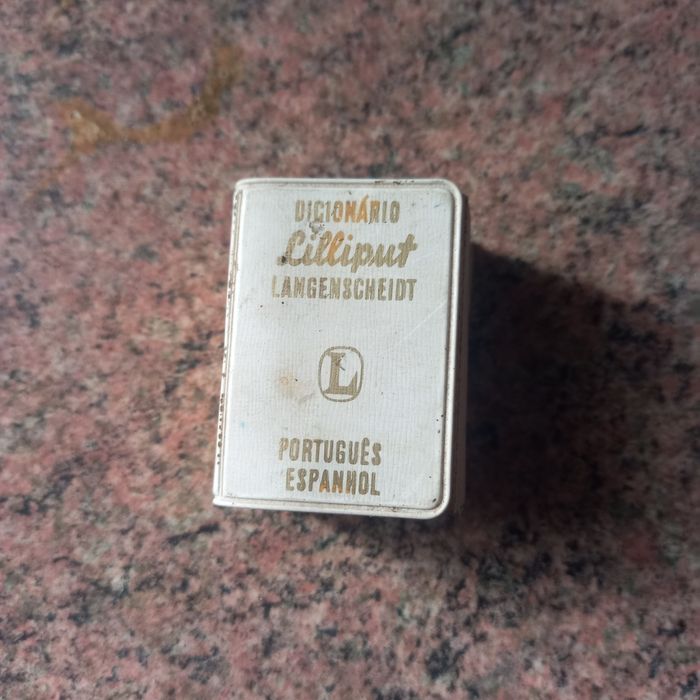 DICIONÁRIO
Lilliput
LANGENSCHEIDT
L
PORTUGUÊS
ESPANHOL